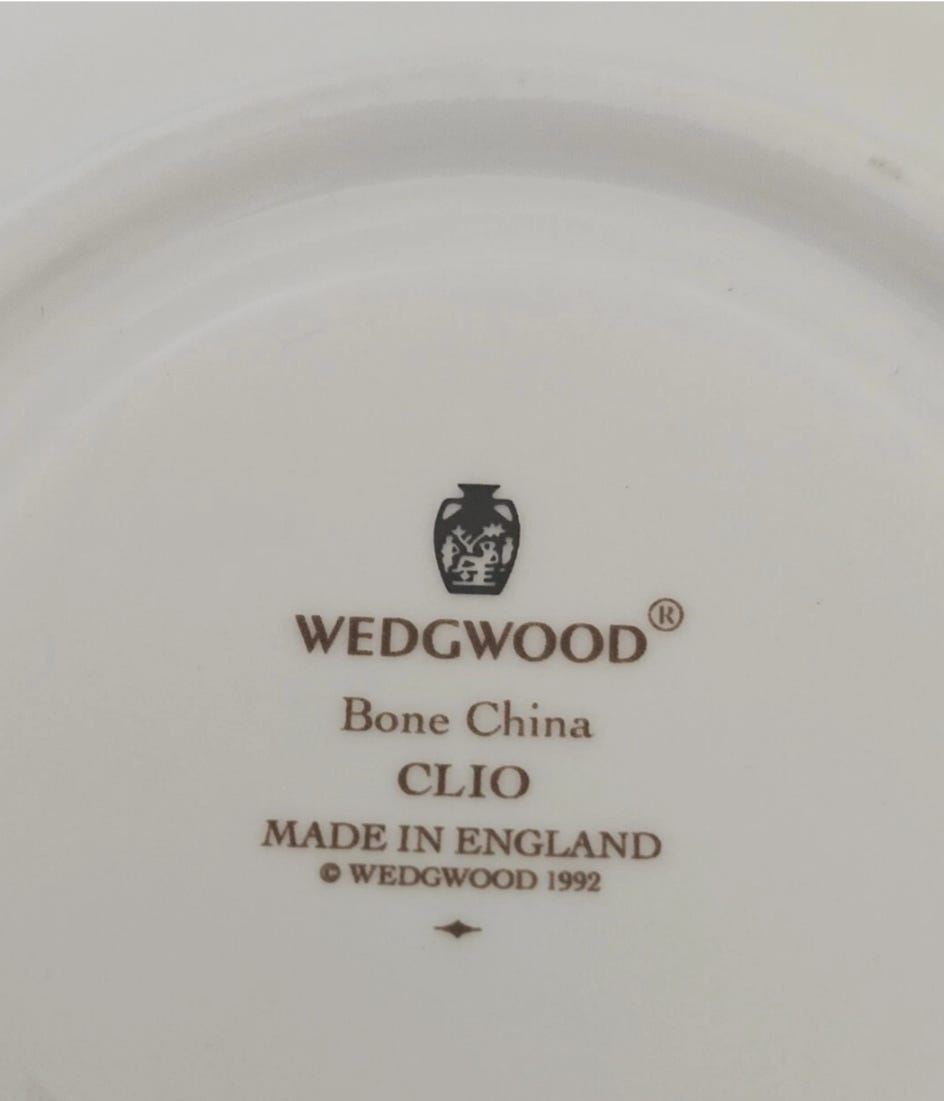 WEDGWOOD®
Bone China
CLIO
MADE IN ENGLAND
© WEDGWOOD 1992